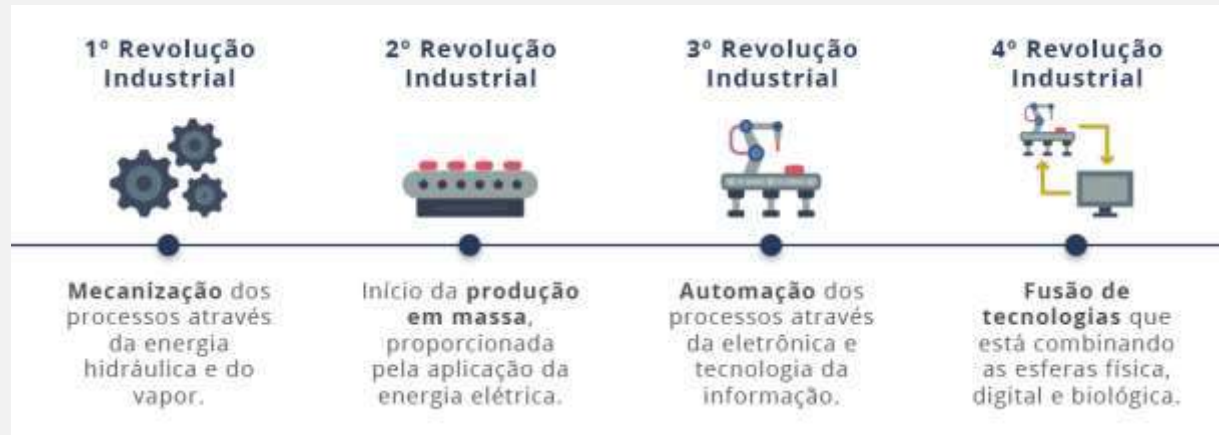 1º Revolução
Industrial
2º Revolução
Industrial
3º Revolução
Industrial
4º Revolução
Industrial
Mecanização dos
processos através
da energia
hidráulica e do
vapor.
Início da produção
em massa,
proporcionada
pela aplicação da
energia elétrica.
Automação dos
processos através
da eletrônica e
tecnologia da
informação.
Fusão de
tecnologias que
está combinando
as esferas física,
digital e biológica.